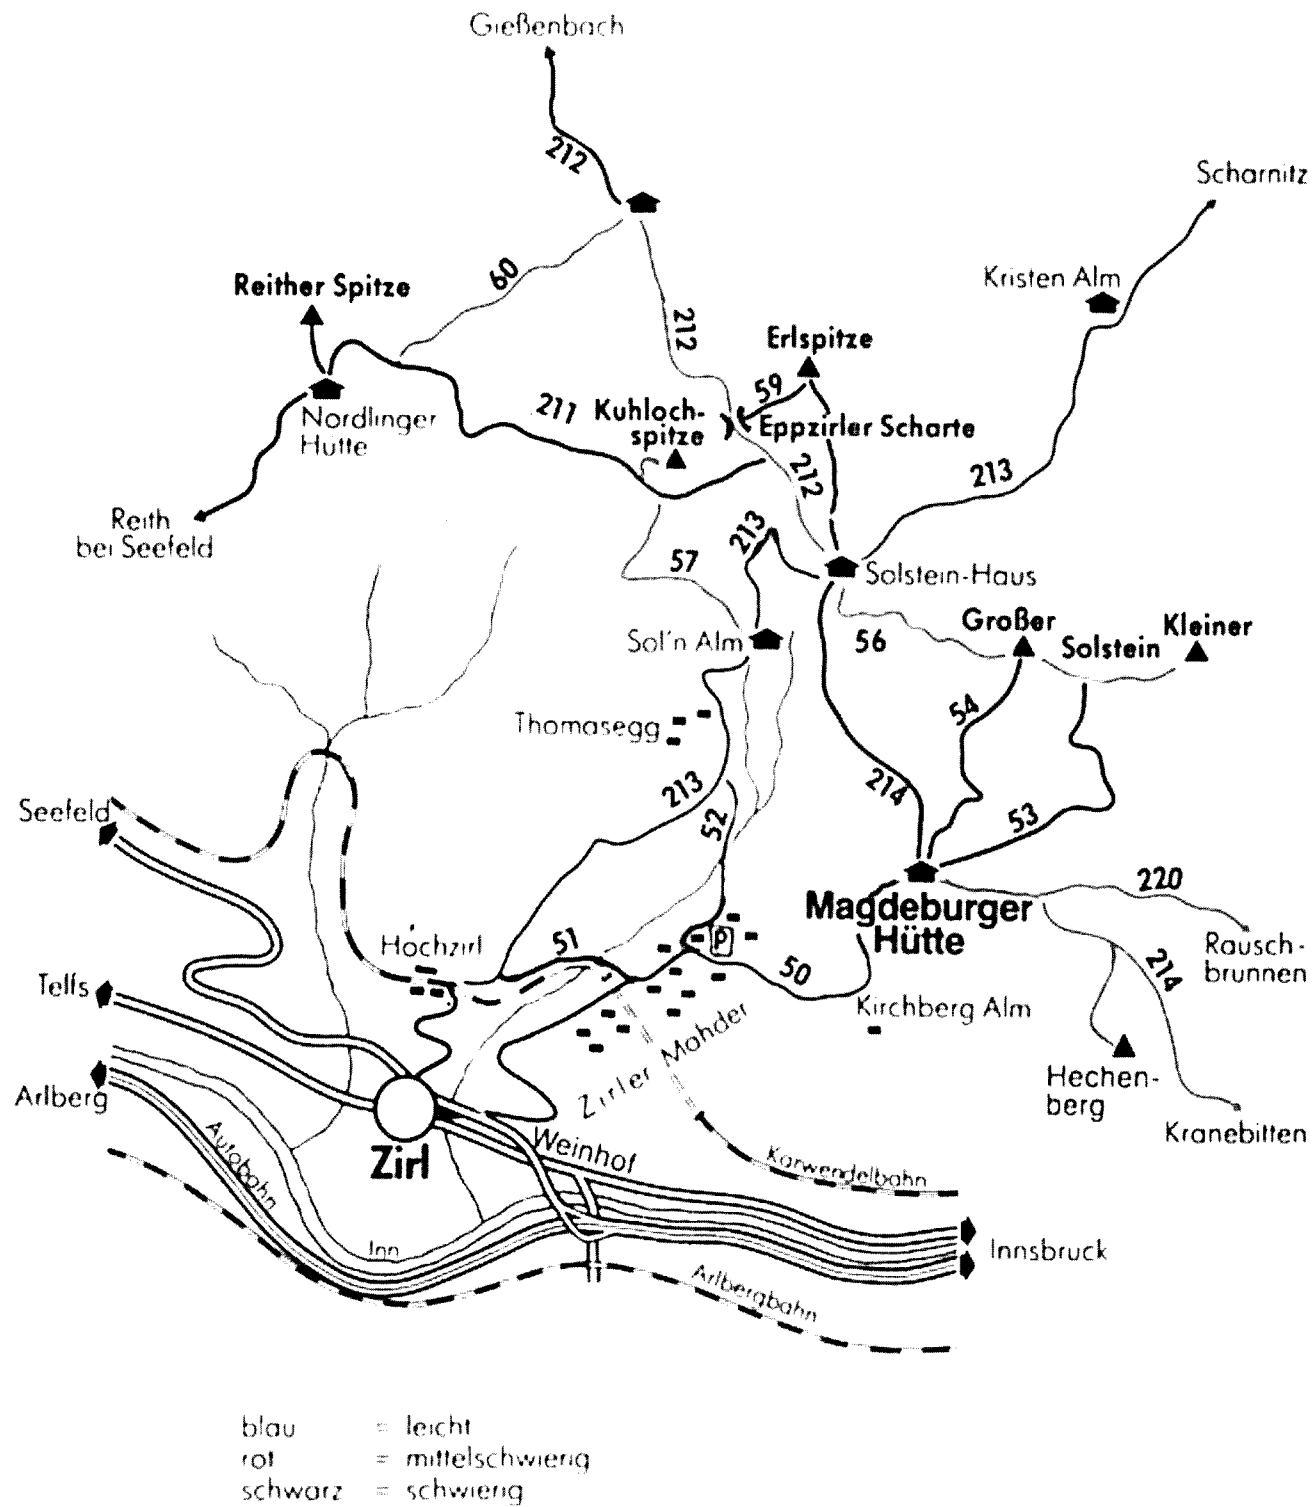 Gießenbach
212
Scharnitz
60
Kristen Alm
Reither Spitze
212
Erlspitze
59
Nördlinger
Hütte
211
Kuhloch-
spitze
Eppzirler Scharte
212
213
Reith
bei Seefeld
213
57
Solstein-Haus
Sol'n Alm
56
Großer
Solstein
Kleiner
Thomasegg
54
213
214
52
53
Seefeld
220
Magdeburger
Hütte
Hochzirl
51
P
50
Rausch-
brunnen
214
Telfs
Kirchberg Alm
Zirler Mahder
Arlberg
Hechen-
berg
Kranebitten
Autobahn
Zirl
Weinhof
Karwendelbahn
Inn
Innsbruck
Arlbergbahn
blau = leicht
rot = mittelschwierig
schwarz = schwierig